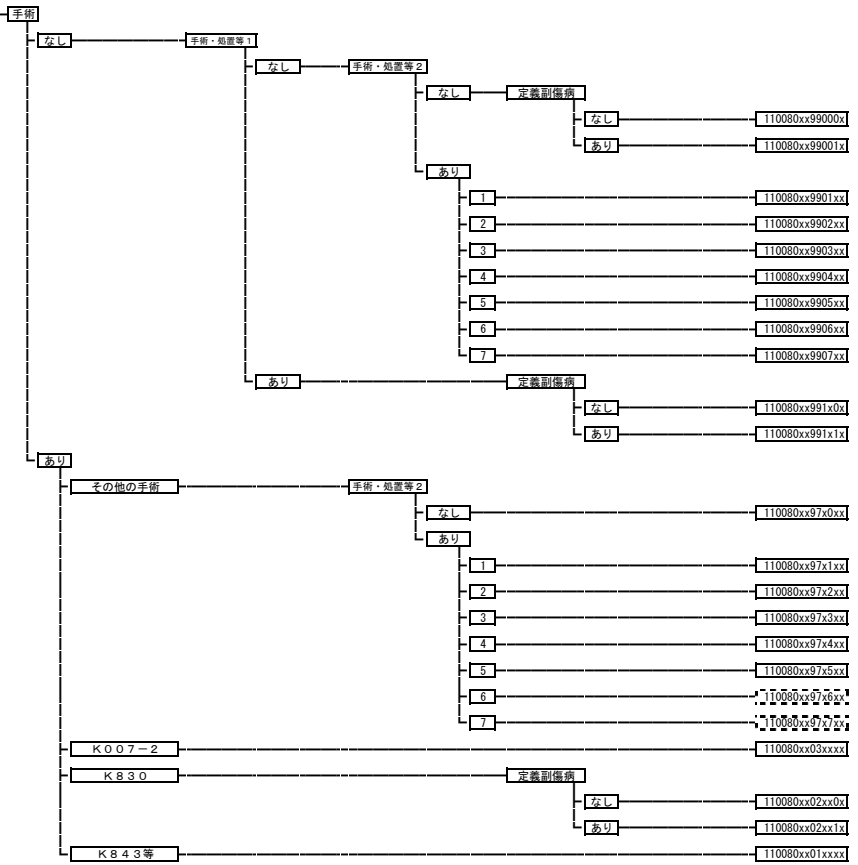 手術
なし 手術・処置等1
なし 手術・処置等2
なし 定義副傷病
なし 110080xx99000x
あり 110080xx99001x
あり
1 110080xx9901xx
2 110080xx9902xx
3 110080xx9903xx
4 110080xx9904xx
5 110080xx9905xx
6 110080xx9906xx
7 110080xx9907xx
あり 定義副傷病
なし 110080xx991x0x
あり 110080xx991x1x
あり
その他の手術 手術・処置等2
なし 110080xx97x0xx
あり
1 110080xx97x1xx
2 110080xx97x2xx
3 110080xx97x3xx
4 110080xx97x4xx
5 110080xx97x5xx
6 110080xx97x6xx
7 110080xx97x7xx
K007-2 110080xx03xxxx
K830 定義副傷病
なし 110080xx02xx0x
あり 110080xx02xx1x
K843等 110080xx01xxxx